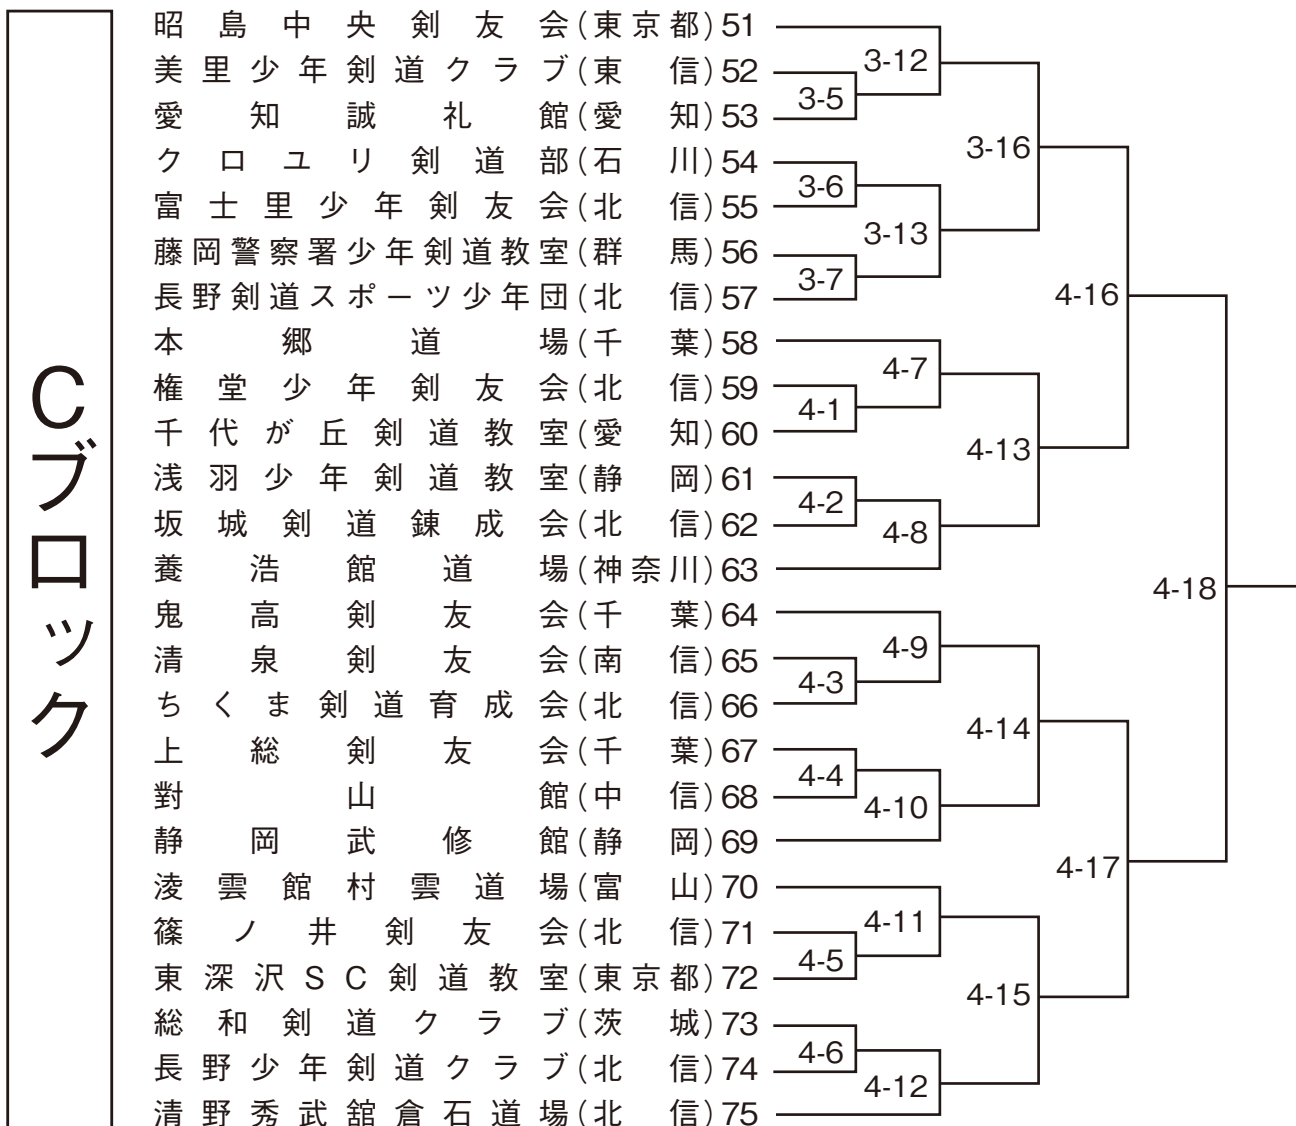 Cブロック
昭島中央剣友会(東京都)51
美里少年剣道クラブ(東信)52
愛知誠礼館(愛知)53
クロユリ剣道部(石川)54
富士里少年剣友会(北信)55
藤岡警察署少年剣道教室(群馬)56
長野剣道スポーツ少年団(北信)57
本郷道場(千葉)58
権堂少年剣友会(北信)59
千代が丘剣道教室(愛知)60
浅羽少年剣道教室(静岡)61
坂城剣道錬成会(北信)62
養浩館道場(神奈川)63
鬼高剣友会(千葉)64
清泉剣友会(南信)65
ちくま剣道育成会(北信)66
上総剣友会(千葉)67
對山館(中信)68
静岡武修館(静岡)69
淩雲館村雲道場(富山)70
篠ノ井剣友会(北信)71
東深沢SC剣道教室(東京都)72
総和剣道クラブ(茨城)73
長野少年剣道クラブ(北信)74
清野秀武舘倉石道場(北信)75
3-5
3-6
3-7
4-1
4-2
4-3
4-4
4-5
4-6
3-12
3-13
4-7
4-8
4-9
4-10
4-11
4-12
3-16
4-13
4-14
4-15
4-16
4-17
4-18